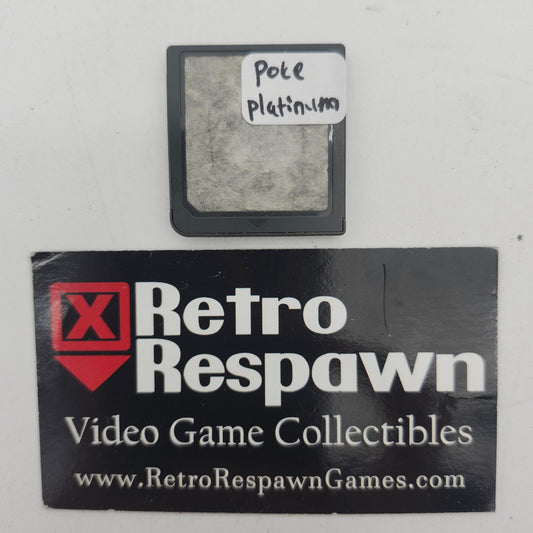 Poke
platinum
X Retro
Respawn
Video Game Collectibles
www.RetroRespawnGames.com